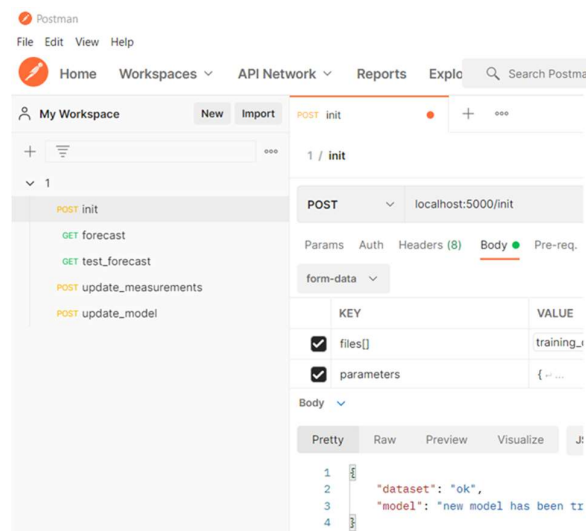 Postman
File Edit View Help
Home Workspaces API Network Reports Explo Search Postma
My Workspace New Import
POST init
1 / init
1
POST init
GET forecast
GET test_forecast
POST update_measurements
POST update_model
POST localhost:5000/init
Params Auth Headers (8) Body Pre-req.
form-data
KEY VALUE
files[] training_
parameters { ↩ ...
Body
Pretty Raw Preview Visualize JS
1 {
2 "dataset": "ok",
3 "model": "new model has been tr
4 }